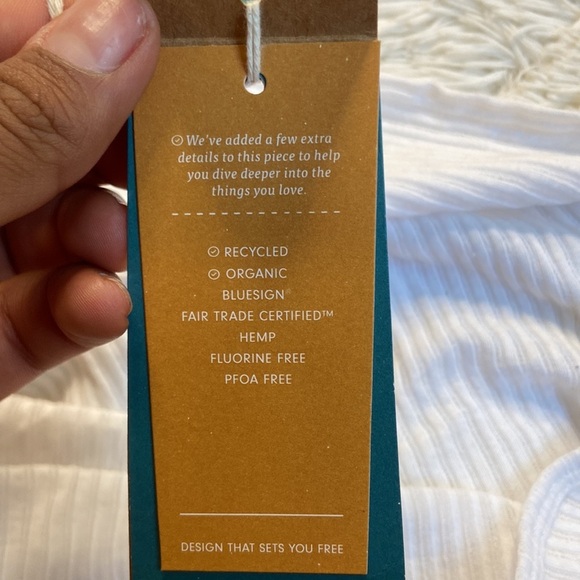 We've added a few extra
details to this piece to help
you dive deeper into the
things you love.
RECYCLED
ORGANIC
BLUESIGN®
FAIR TRADE CERTIFIED™
HEMP
FLUORINE FREE
PFOA FREE
DESIGN THAT SETS YOU FREE